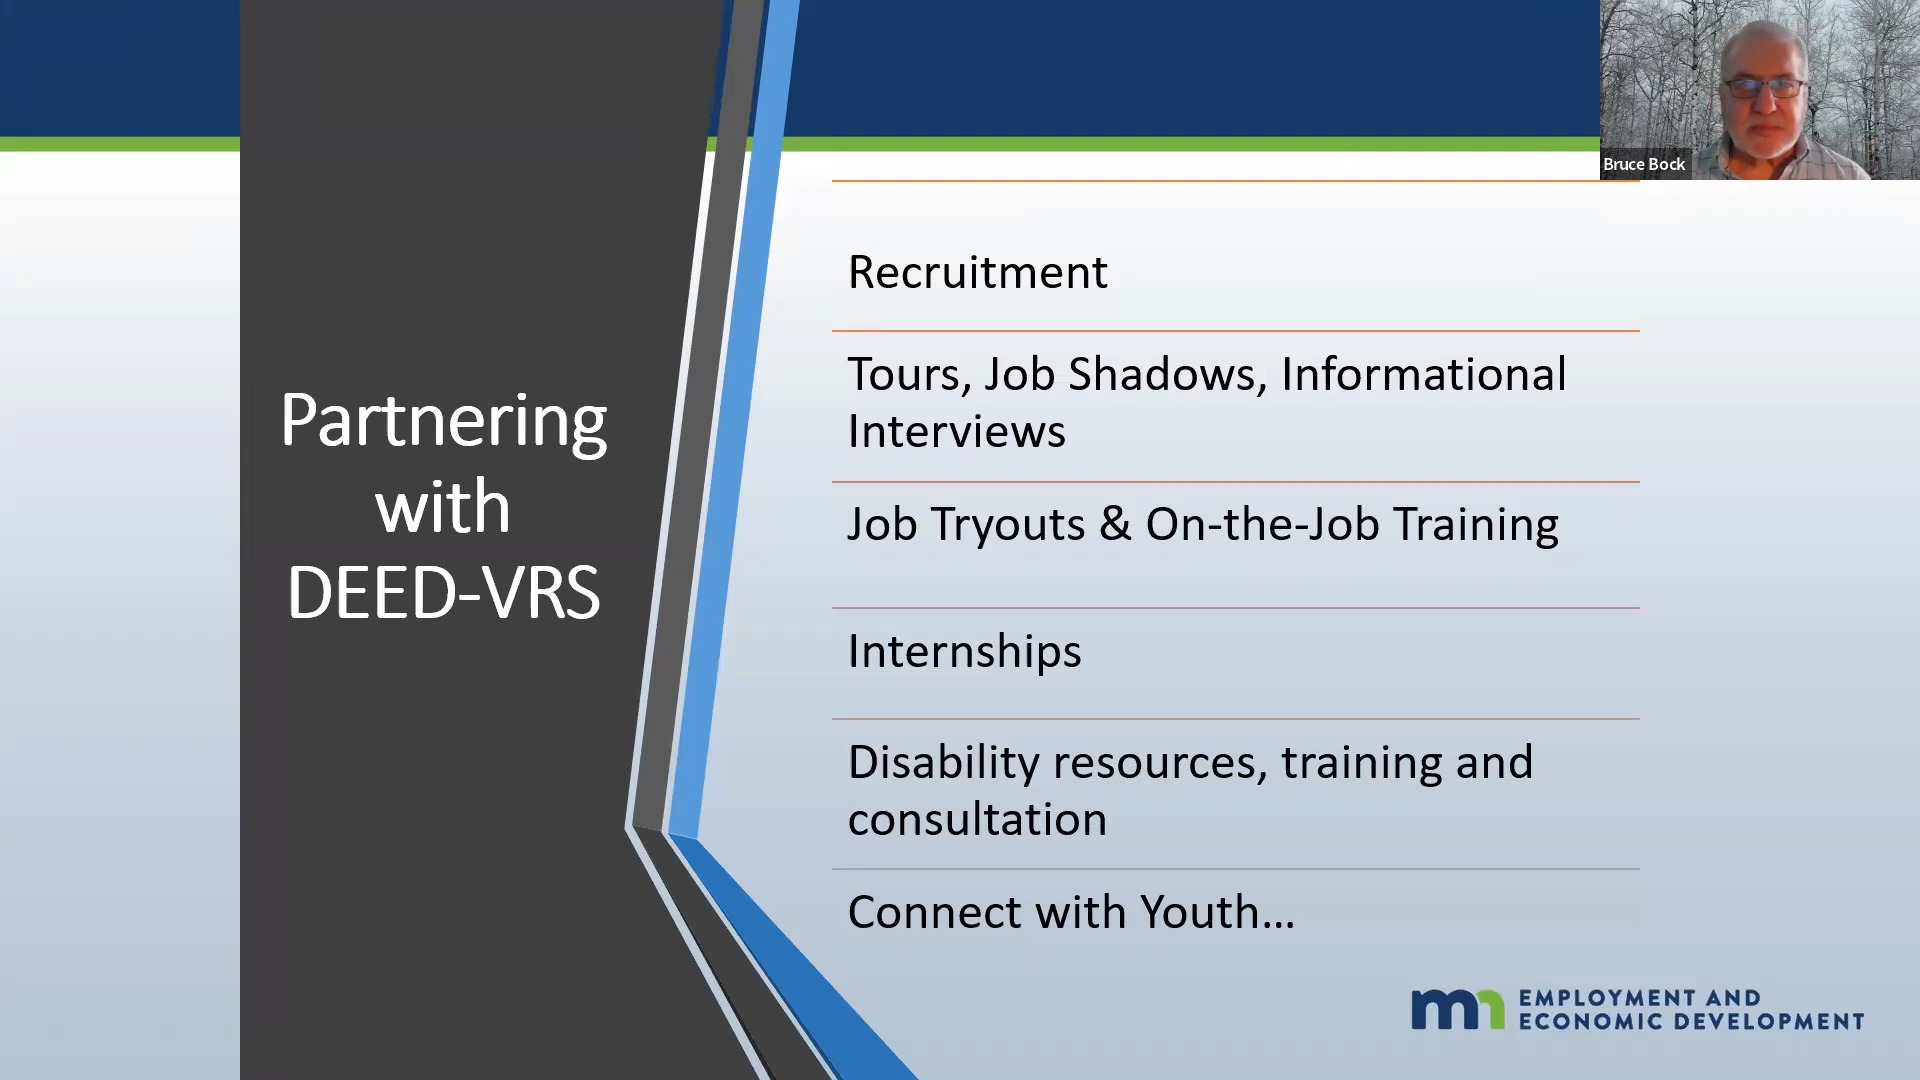 Bruce Bock
Partnering
with
DEED-VRS
Recruitment
Tours, Job Shadows, Informational
Interviews
Job Tryouts & On-the-Job Training
Internships
Disability resources, training and
consultation
Connect with Youth...
mn EMPLOYMENT AND
ECONOMIC DEVELOPMENT